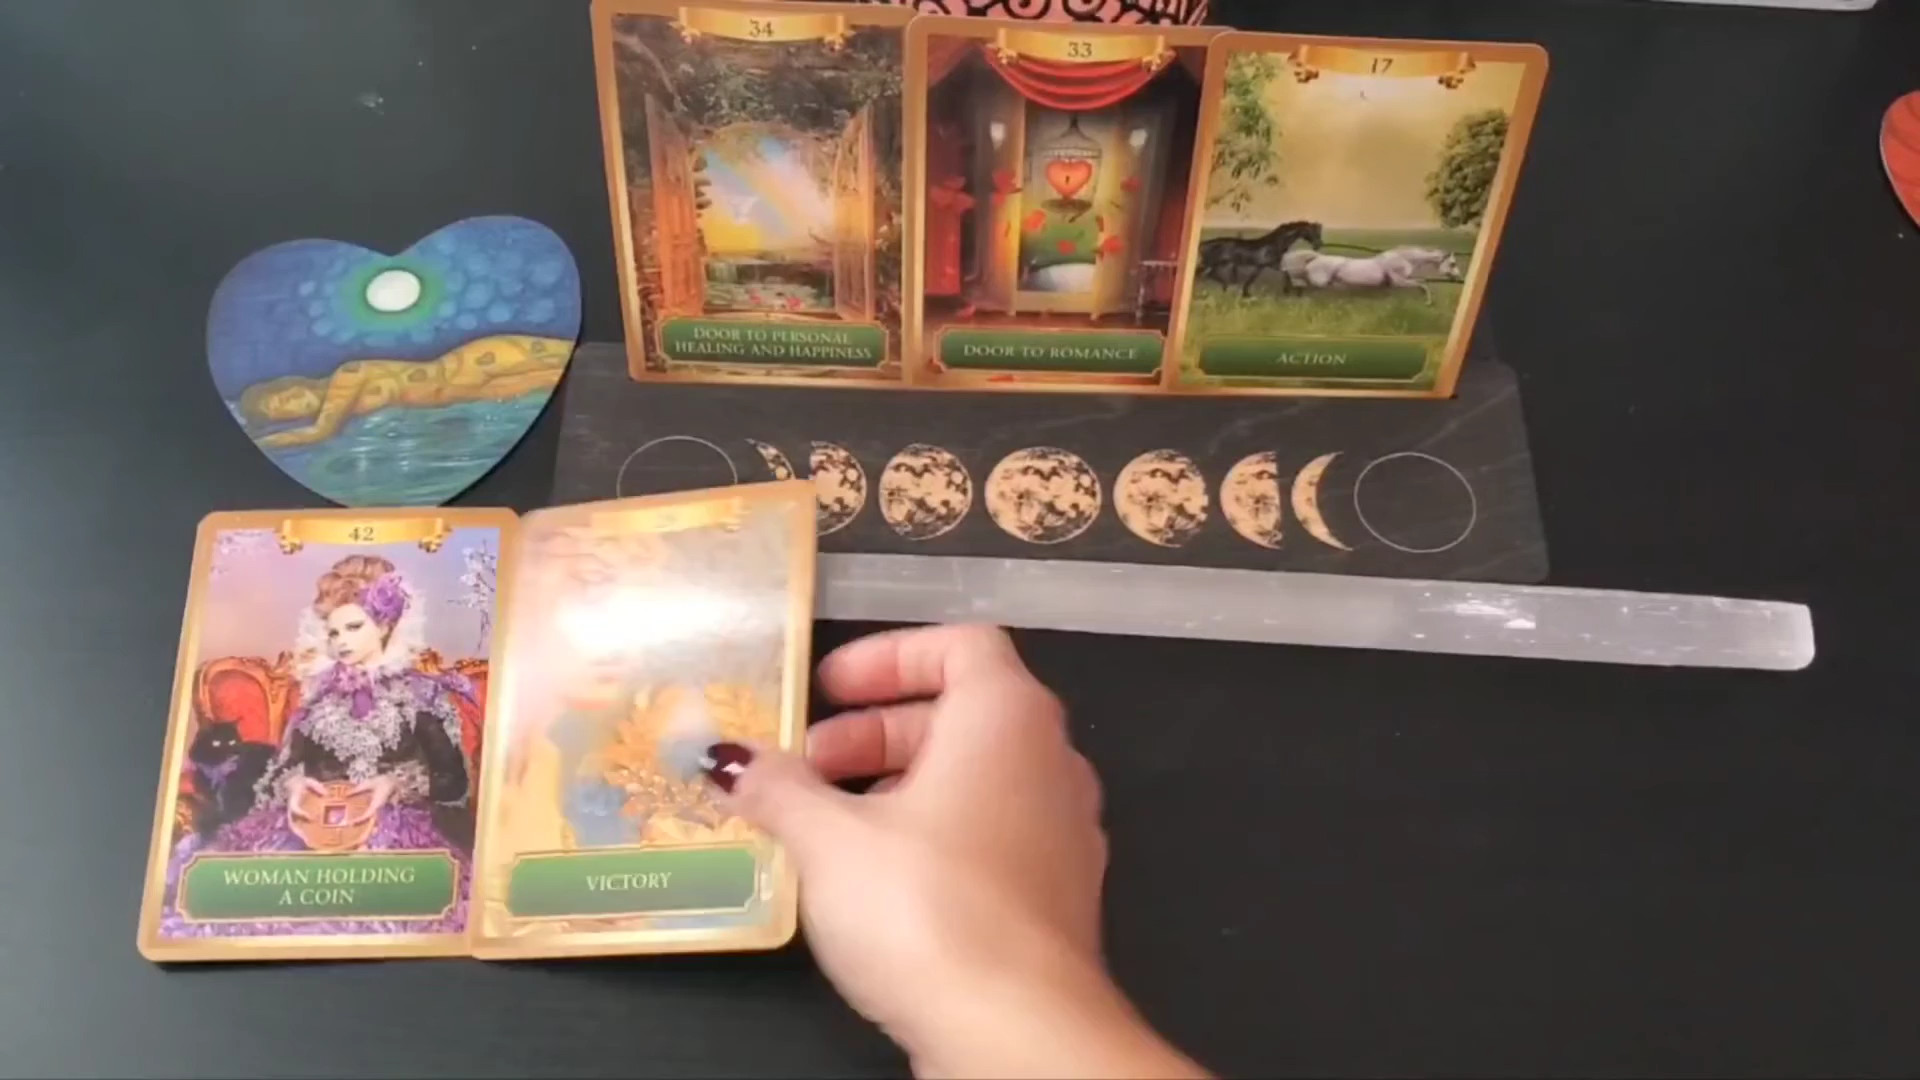 34
DOOR TO PERSONAL
HEALING AND HAPPINESS
33
DOOR TO ROMANCE
17
ACTION
42
WOMAN HOLDING
A COIN
VICTORY